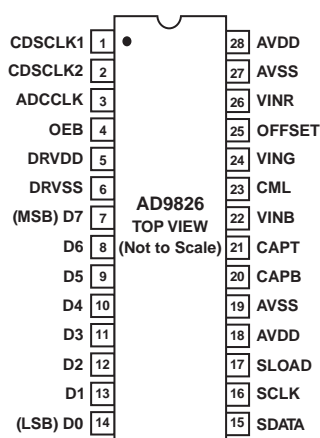 CDSCLK1 1 28 AVDD
CDSCLK2 2 27 AVSS
ADCCLK 3 26 VINR
OEB 4 25 OFFSET
DRVDD 5 24 VING
DRVSS 6 23 CML
(MSB) D7 7 22 VINB
D6 8 21 CAPT
D5 9 20 CAPB
D4 10 19 AVSS
D3 11 18 AVDD
D2 12 17 SLOAD
D1 13 16 SCLK
(LSB) D0 14 15 SDATA
AD9826
TOP VIEW
(Not to Scale)